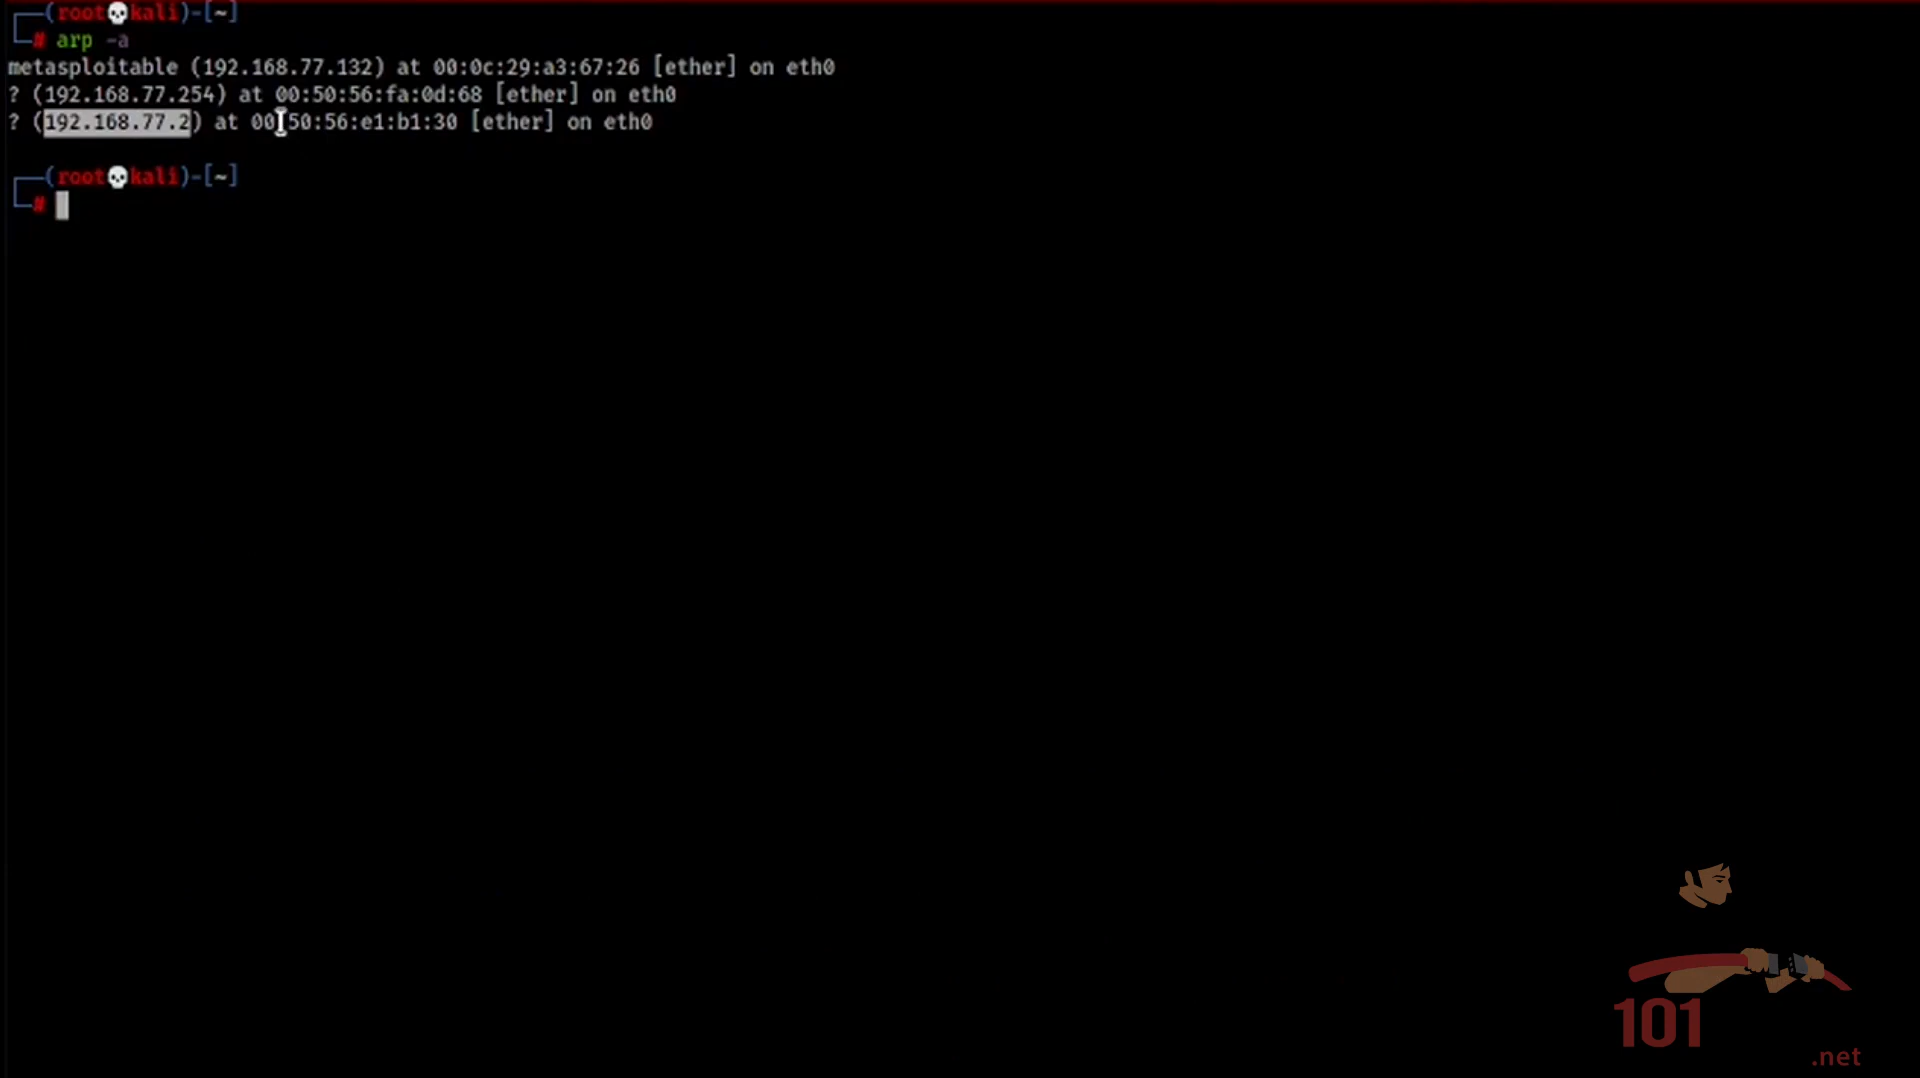 ┌──(root💀kali)-[~]
└─# arp -a
metasploitable (192.168.77.132) at 00:0c:29:a3:67:26 [ether] on eth0
? (192.168.77.254) at 00:50:56:fa:0d:68 [ether] on eth0
? (192.168.77.2) at 00:50:56:e1:b1:30 [ether] on eth0
┌──(root💀kali)-[~]
└─#
101
.net